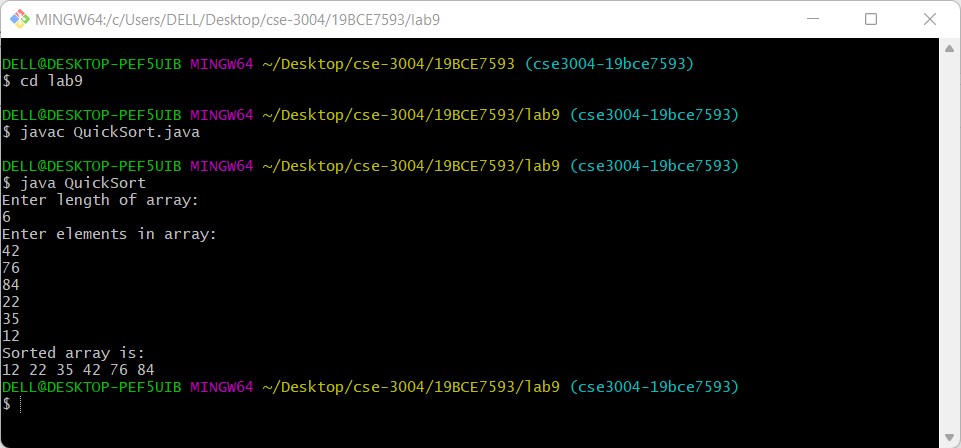 MINGW64:/c/Users/DELL/Desktop/cse-3004/19BCE7593/lab9
DELL@DESKTOP-PEF5UIB MINGW64 ~/Desktop/cse-3004/19BCE7593 (cse3004-19bce7593)
$ cd lab9
DELL@DESKTOP-PEF5UIB MINGW64 ~/Desktop/cse-3004/19BCE7593/lab9 (cse3004-19bce7593)
$ javac QuickSort.java
DELL@DESKTOP-PEF5UIB MINGW64 ~/Desktop/cse-3004/19BCE7593/lab9 (cse3004-19bce7593)
$ java QuickSort
Enter length of array:
6
Enter elements in array:
42
76
84
22
35
12
Sorted array is:
12 22 35 42 76 84
DELL@DESKTOP-PEF5UIB MINGW64 ~/Desktop/cse-3004/19BCE7593/lab9 (cse3004-19bce7593)
$